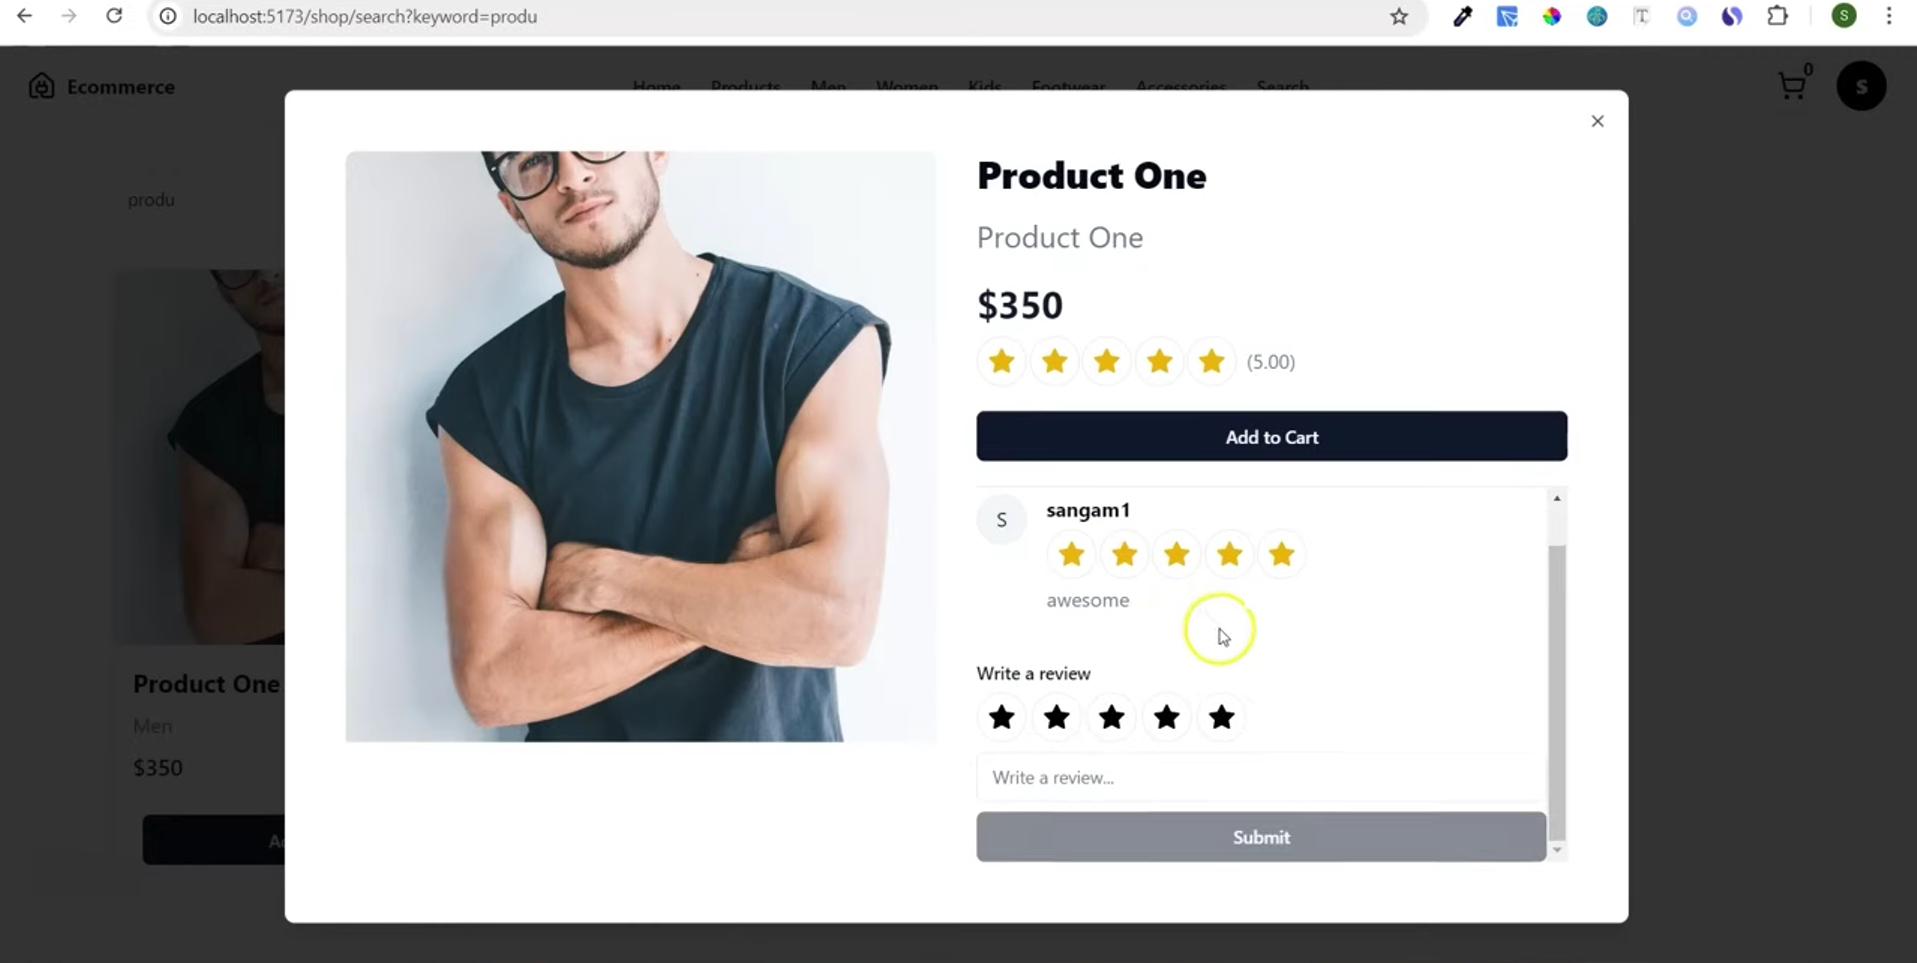 localhost:5173/shop/search?keyword=produ
S
Ecommerce
Home Products Men Women Kids Footwear Accessories Search
0
S
produ
Product One
Product One
$350
(5.00)
Add to Cart
S
sangam1
awesome
Write a review
Write a review...
Submit
Product One
Men
$350